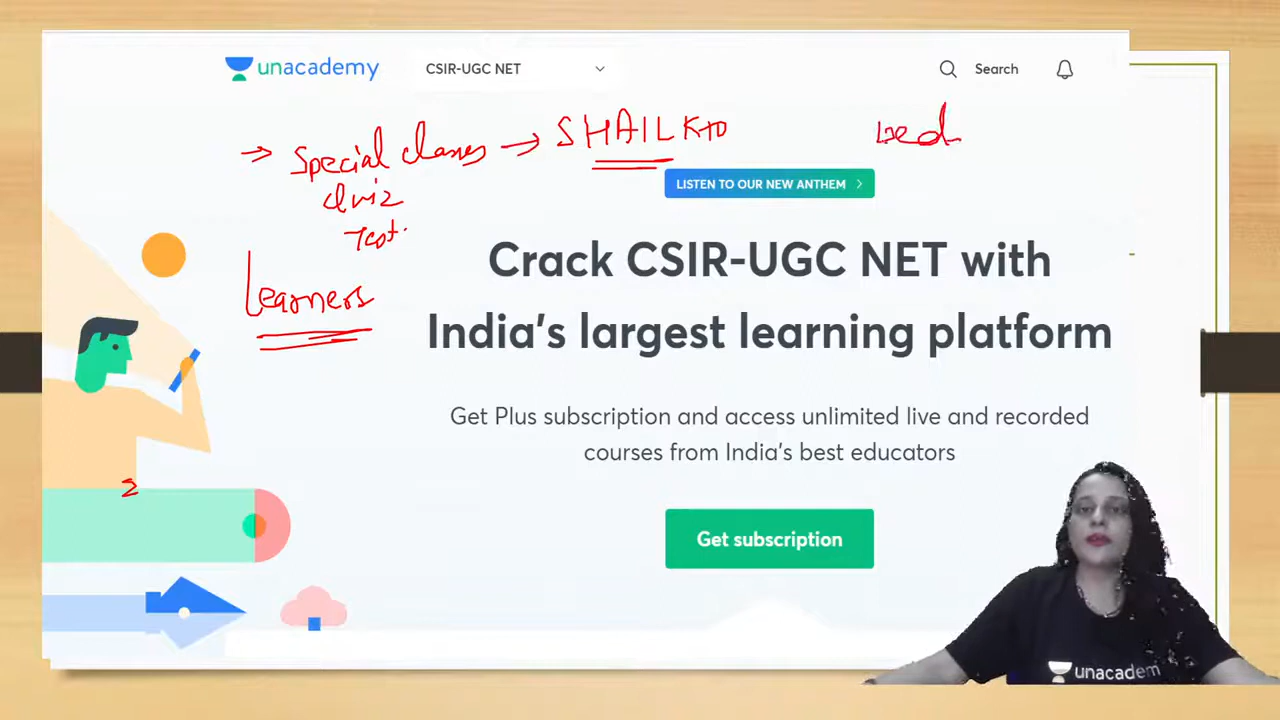 unacademy CSIR-UGC NET Search
→ Special classes → SHAILK10
quiz
Test.
LISTEN TO OUR NEW ANTHEM >
Learners
Crack CSIR-UGC NET with
India's largest learning platform
Get Plus subscription and access unlimited live and recorded
courses from India's best educators
2
Get subscription
unacadem